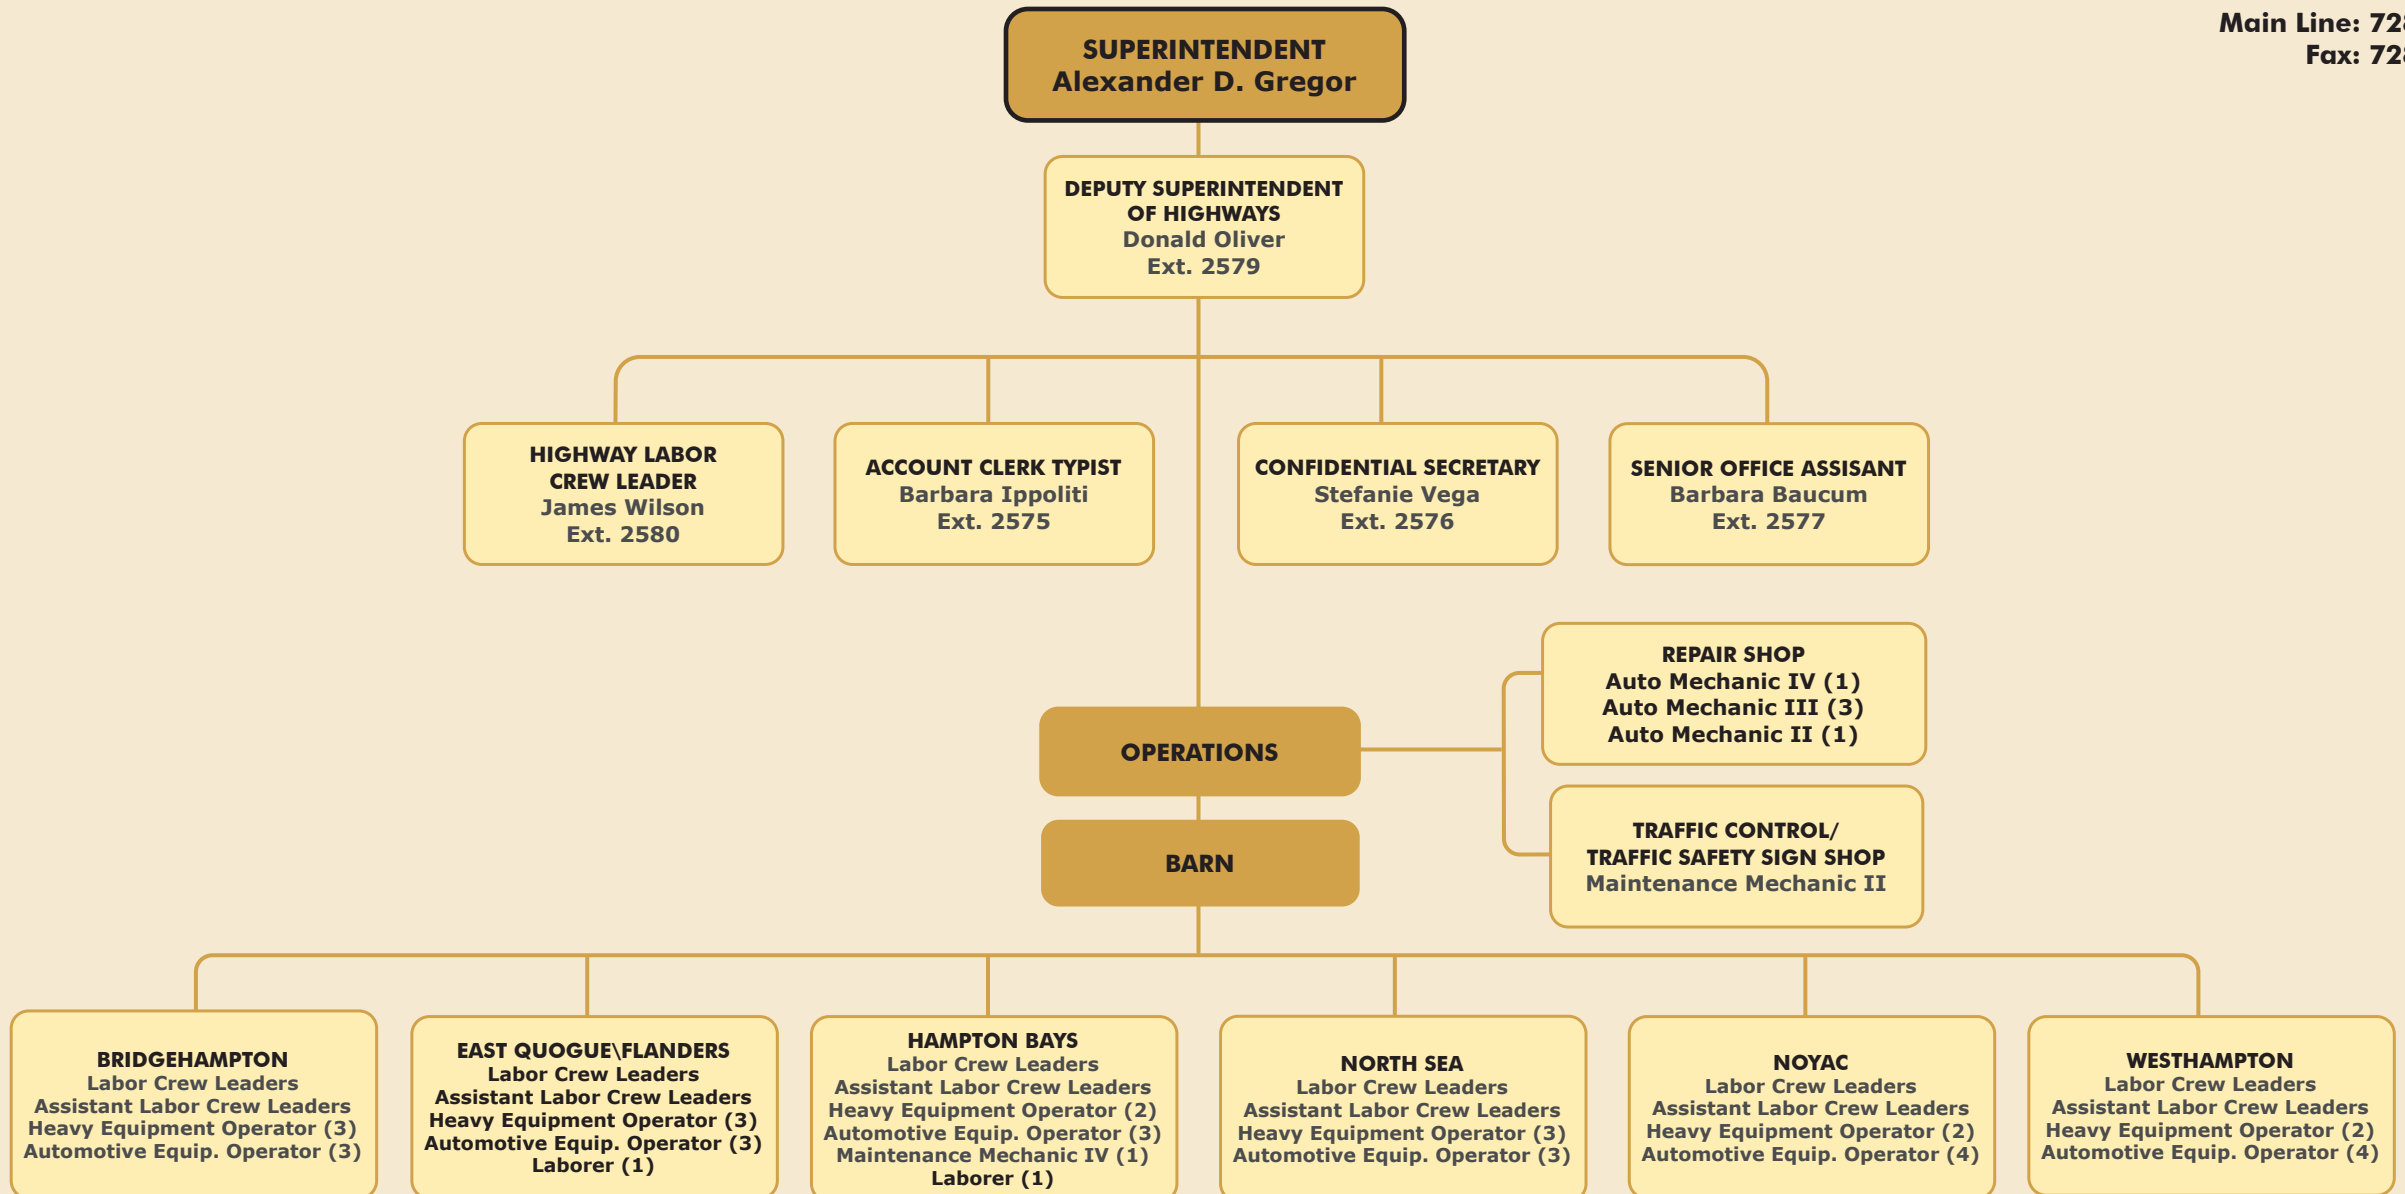 Main Line: 728
Fax: 728
SUPERINTENDENT
Alexander D. Gregor
DEPUTY SUPERINTENDENT
OF HIGHWAYS
Donald Oliver
Ext. 2579
HIGHWAY LABOR
CREW LEADER
James Wilson
Ext. 2580
ACCOUNT CLERK TYPIST
Barbara Ippoliti
Ext. 2575
CONFIDENTIAL SECRETARY
Stefanie Vega
Ext. 2576
SENIOR OFFICE ASSISANT
Barbara Baucum
Ext. 2577
REPAIR SHOP
Auto Mechanic IV (1)
Auto Mechanic III (3)
Auto Mechanic II (1)
OPERATIONS
TRAFFIC CONTROL/
TRAFFIC SAFETY SIGN SHOP
Maintenance Mechanic II
BARN
BRIDGEHAMPTON
Labor Crew Leaders
Assistant Labor Crew Leaders
Heavy Equipment Operator (3)
Automotive Equip. Operator (3)
EAST QUOGUE\FLANDERS
Labor Crew Leaders
Assistant Labor Crew Leaders
Heavy Equipment Operator (3)
Automotive Equip. Operator (3)
Laborer (1)
HAMPTON BAYS
Labor Crew Leaders
Assistant Labor Crew Leaders
Heavy Equipment Operator (2)
Automotive Equip. Operator (3)
Maintenance Mechanic IV (1)
Laborer (1)
NORTH SEA
Labor Crew Leaders
Assistant Labor Crew Leaders
Heavy Equipment Operator (3)
Automotive Equip. Operator (3)
NOYAC
Labor Crew Leaders
Assistant Labor Crew Leaders
Heavy Equipment Operator (2)
Automotive Equip. Operator (4)
WESTHAMPTON
Labor Crew Leaders
Assistant Labor Crew Leaders
Heavy Equipment Operator (2)
Automotive Equip. Operator (4)